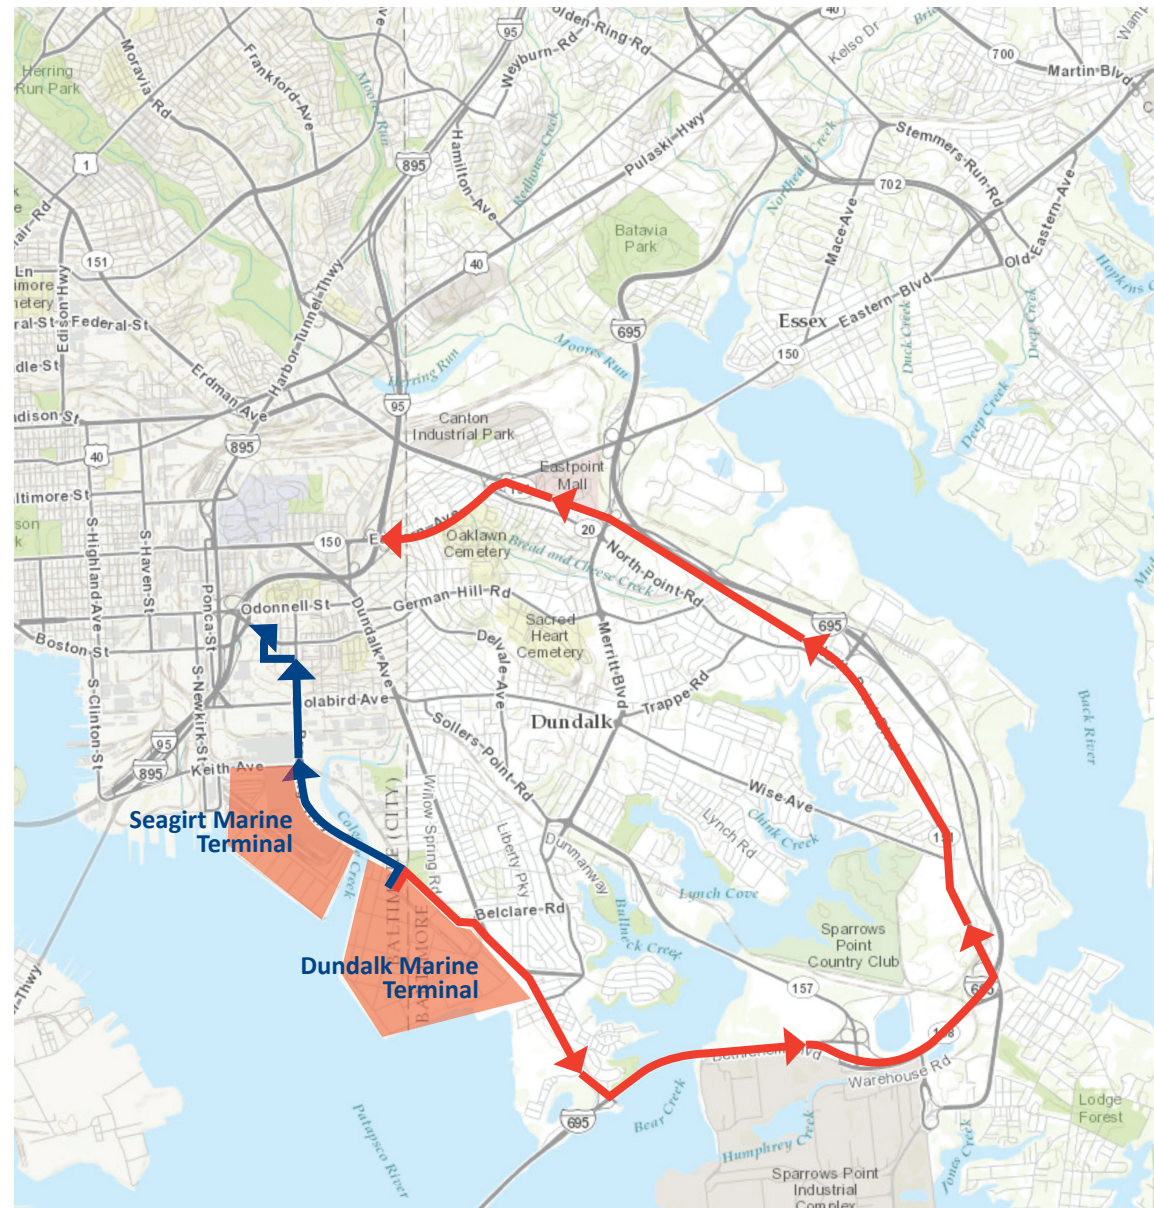 95
Golden-Ring-Rd
40
Kelso Dr
700
Martin-Blvd
Weyburn-Rd
Moravia-Rd
Frankford-Ave
Herring
Run Park
Moores Run
895
Hamilton-Ave
Redhouse Creek
Pulaski-Hwy
Northeast Creek
Stemmers-Run-Rd
1
702
Mace-Ave
Old-Eastern-Ave
Batavia
Park
151
40
Edison-Hwy
Harbor-Tunnel-Thwy
Hopkins C
Federal-St
Essex
Eastern-Blvd
Duck Creek
Deep Creek
695
Moores Run
150
Herring Run
Erdman-Ave
95
Canton
Industrial Park
Deep Creek
895
40
Eastpoint
Mall
Oaklawn
Cemetery
20
150
Bread and Cheese Creek
North-Point-Rd
S-Highland-Ave
S-Haven-St
Ponca-St
Odonnell-St
German-Hill-Rd
Dundalk-Ave
Sacred
Heart
Cemetery
695
Boston-St
Delvale-Ave
Merritt-Blvd
S-Clinton-St
S-Newkirk-St
olabird-Ave
Trappe-Rd
Sollers-Point-Rd
Dundalk
Back River
95
895
Keith-Ave
Willow Spring Rd
Wise-Ave
Lynch Rd
Chink Creek
Seagirt Marine
Terminal
Liberty Pky
Dunmanway
Lynch Cove
Belclare-Rd
Bullneck Creek
Sparrows
Point
Country Club
Dundalk Marine
Terminal
157
Warehouse Rd
695
Bear Creek
Lodge
Forest
Patapsco River
Humphrey Creek
Jones Creek
Sparrows Point
Industrial
Complex